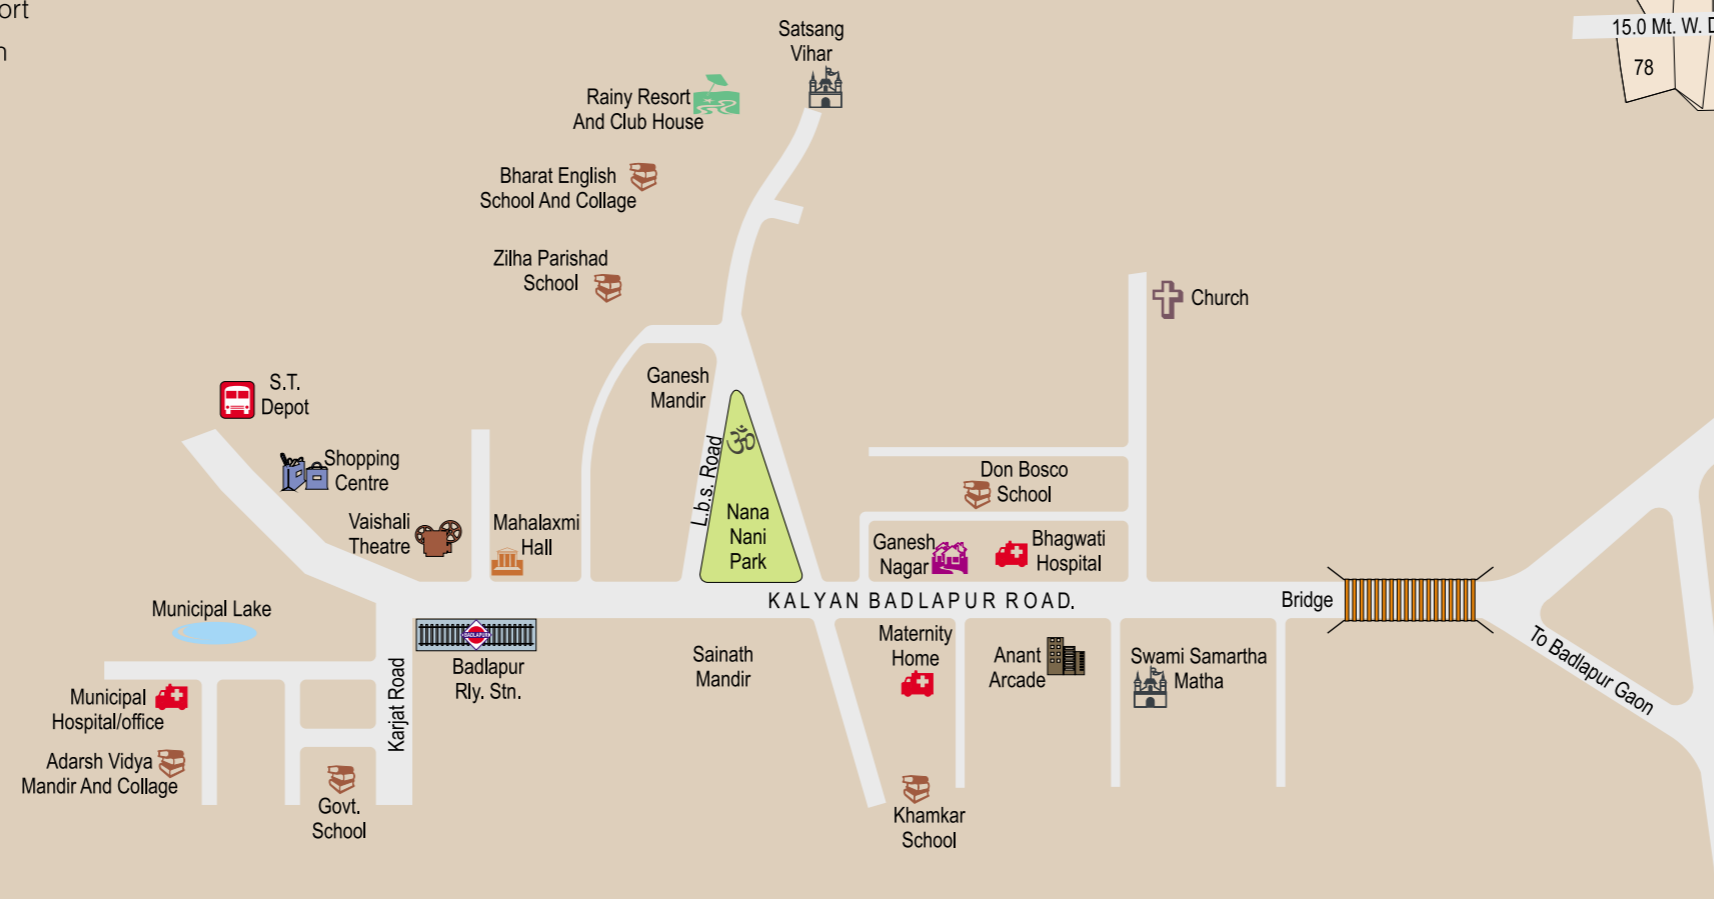 ort
n
Satsang
Vihar
15.0 Mt. W. D
78
Rainy Resort
And Club House
Bharat English
School And Collage
Zilha Parishad
School
Church
Ganesh
Mandir
S.T.
Depot
Shopping
Centre
Vaishali
Theatre
Mahalaxmi
Hall
L.b.s. Road
ॐ
Nana
Nani
Park
Don Bosco
School
Ganesh
Nagar
Bhagwati
Hospital
KALYAN BADLAPUR ROAD.
Bridge
To Badlapur Gaon
Municipal Lake
BADLAPUR
Badlapur
Rly. Stn.
Karjat Road
Sainath
Mandir
Maternity
Home
Anant
Arcade
Swami Samartha
Matha
Municipal
Hospital/office
Adarsh Vidya
Mandir And Collage
Govt.
School
Khamkar
School